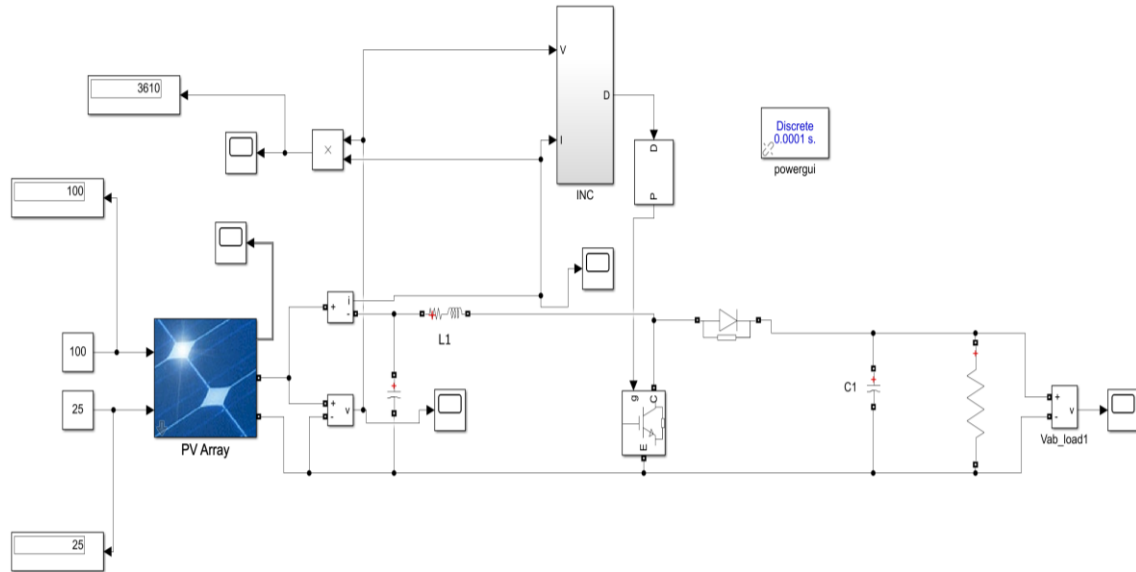 V
3610
D
Discrete
0.0001 s.
I
D
×
powergui
INC
P
100
+
i
-
100
L1
+
25
g
C
C1
+
v
-
+
v
-
E
Vab_load1
PV Array
25